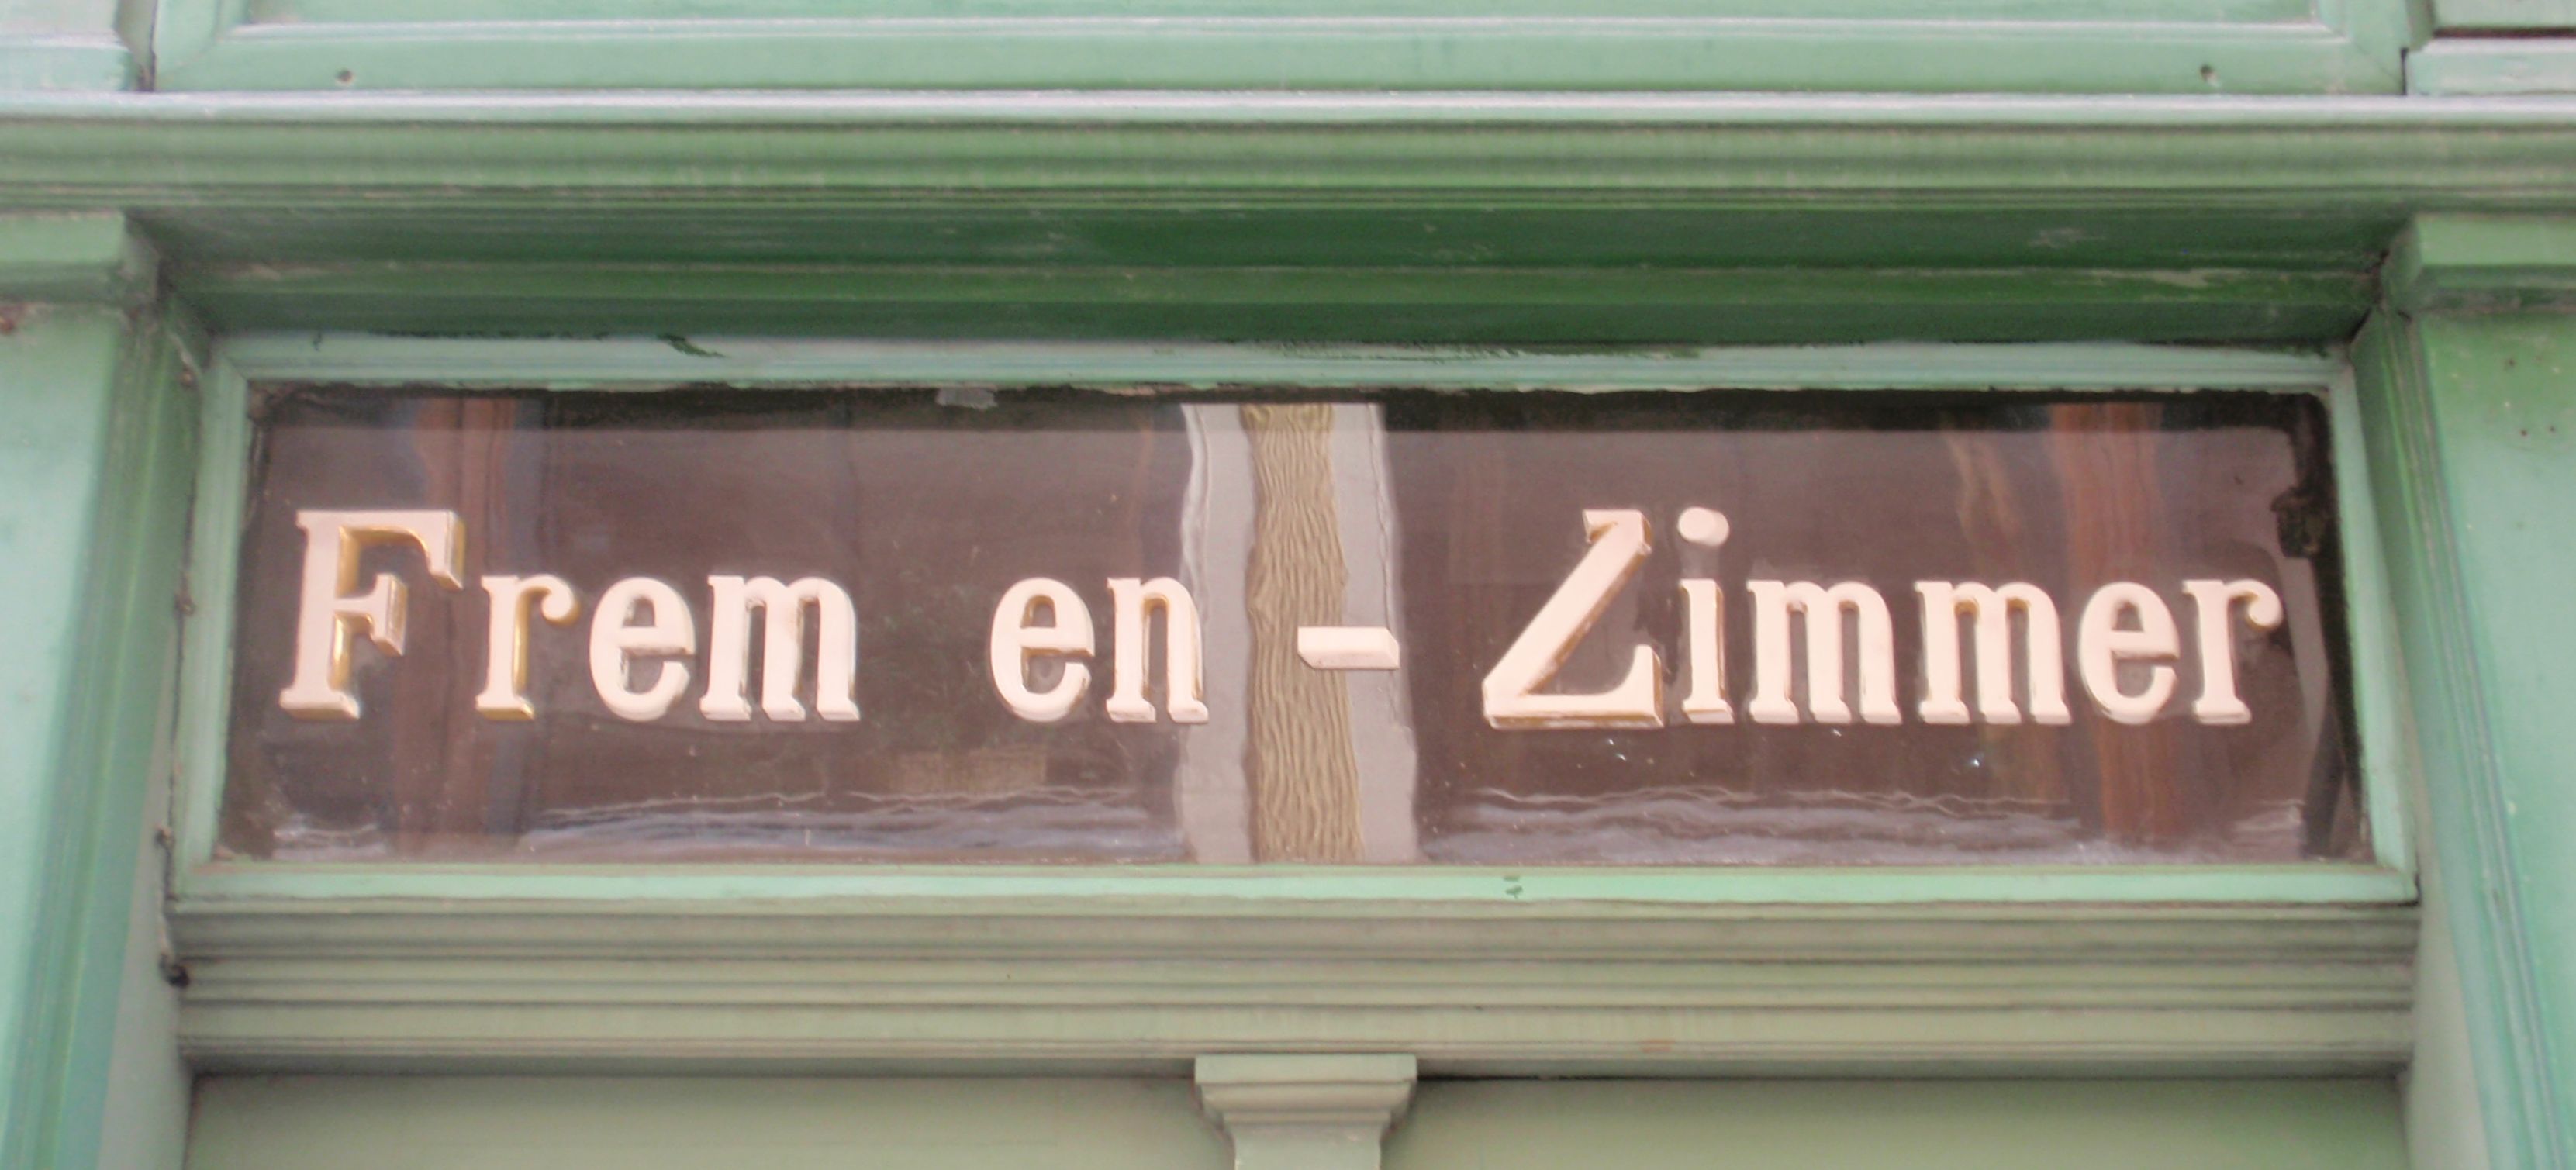 Frem en - Zimmer